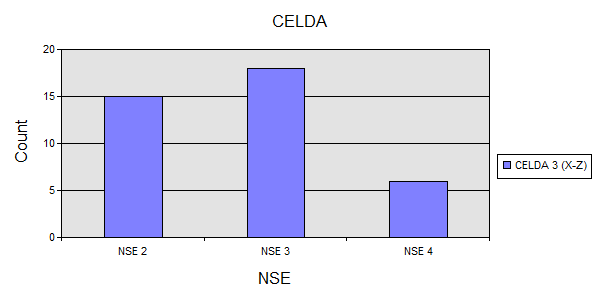 CELDA
20
15
10
5
0
Count
NSE 2
NSE 3
NSE 4
NSE
CELDA 3 (X-Z)